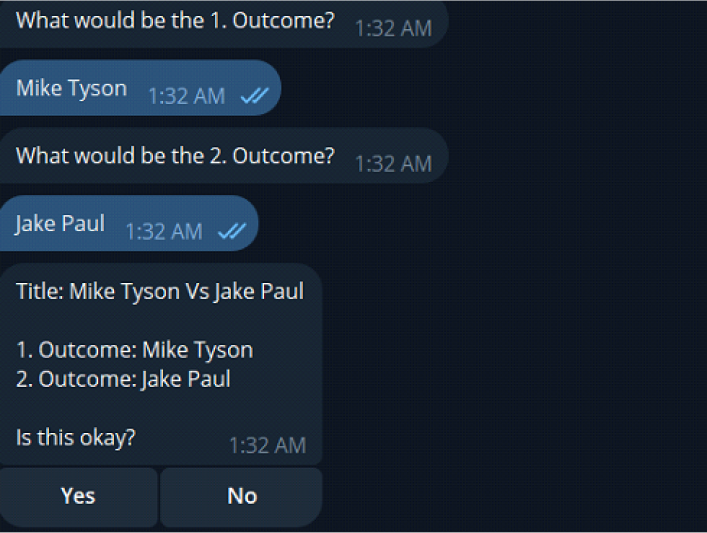 What would be the 1. Outcome? 1:32 AM
Mike Tyson 1:32 AM
What would be the 2. Outcome? 1:32 AM
Jake Paul 1:32 AM
Title: Mike Tyson Vs Jake Paul
1. Outcome: Mike Tyson
2. Outcome: Jake Paul
Is this okay? 1:32 AM
Yes No